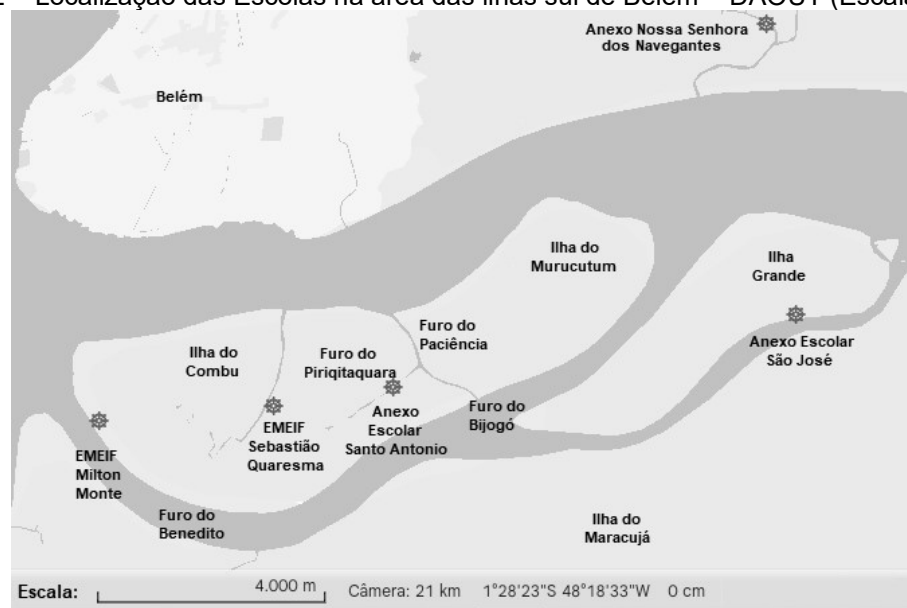 Localização das Escolas na área das ilhas sul de Belém – DAGUT (Escala
Anexo Nossa Senhora
dos Navegantes
Belém
Ilha do
Murucutum
Ilha
Grande
Furo do
Paciência
Ilha do
Combu
Furo do
Piriqitaquara
Anexo Escolar
São José
Anexo
Escolar
Santo Antonio
Furo do
Bijogó
EMEIF
Sebastião
Quaresma
EMEIF
Milton
Monte
Furo do
Benedito
Ilha do
Maracujá
Escala: 4.000 m Câmera: 21 km 1°28'23"S 48°18'33"W 0 cm